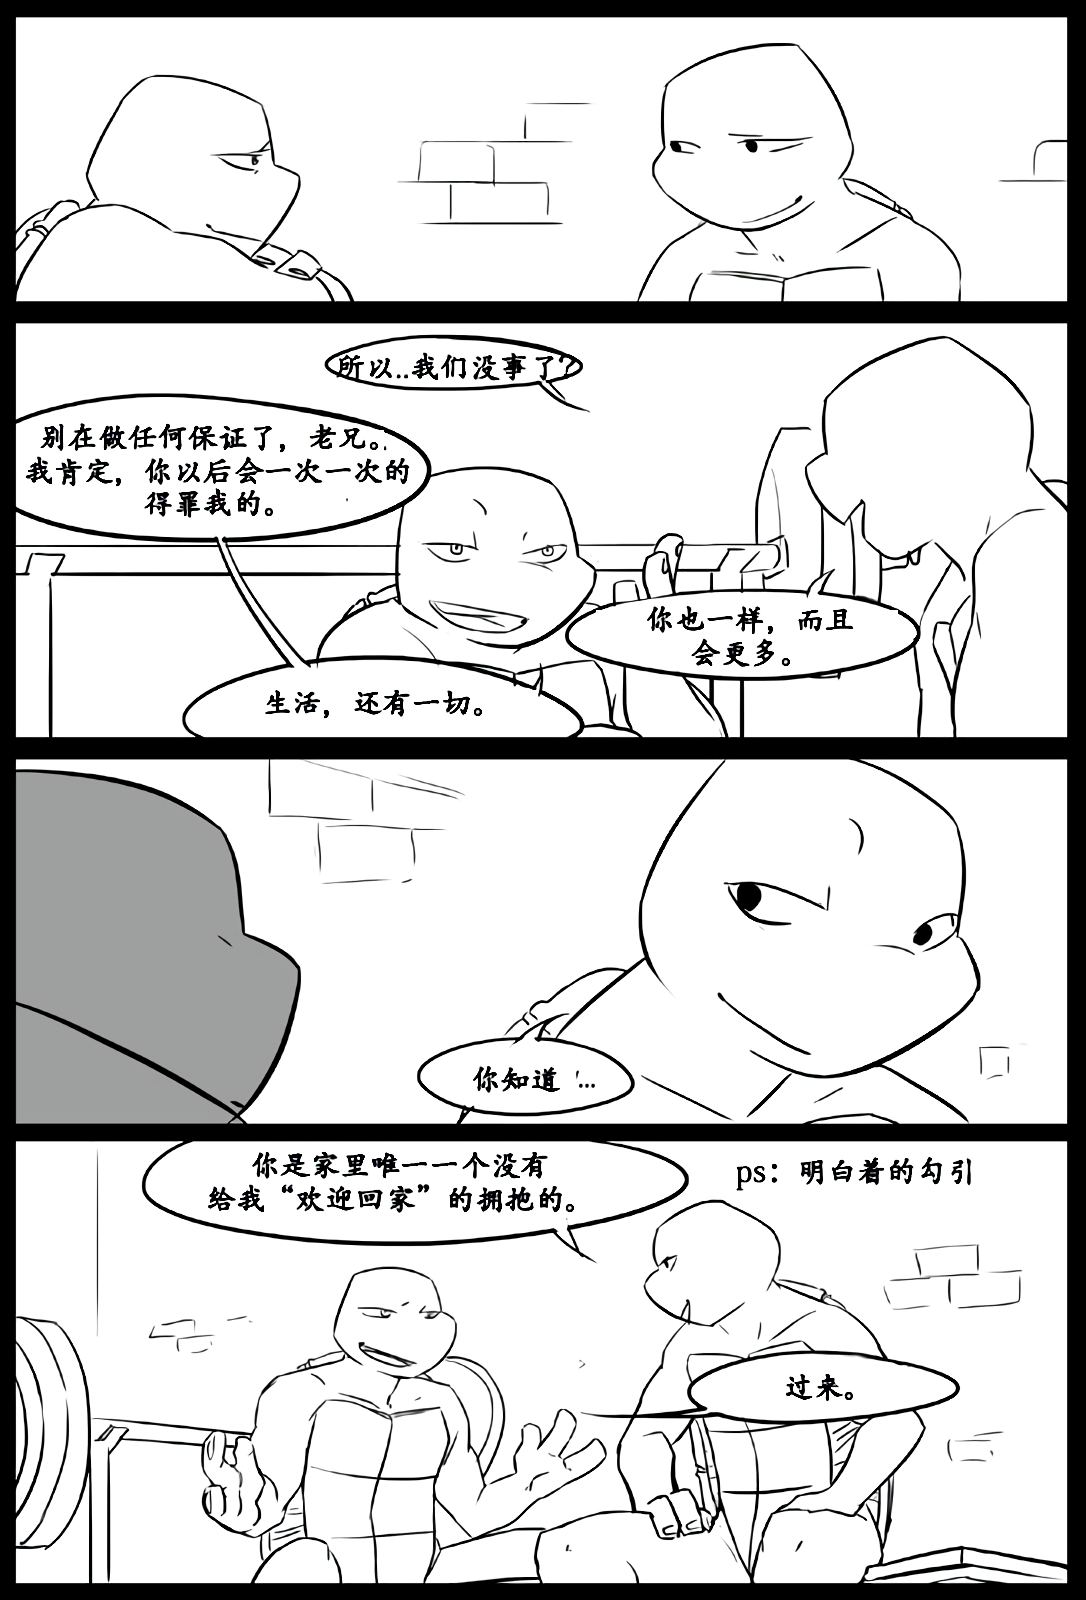 所以..我们没事了？
别在做任何保证了，老兄。
我肯定，你以后会一次一次的
得罪我的。
你也一样，而且
会更多。
生活，还有一切。
你知道 '...
你是家里唯一一个没有
给我“欢迎回家”的拥抱的。
ps：明白着的勾引
过来。